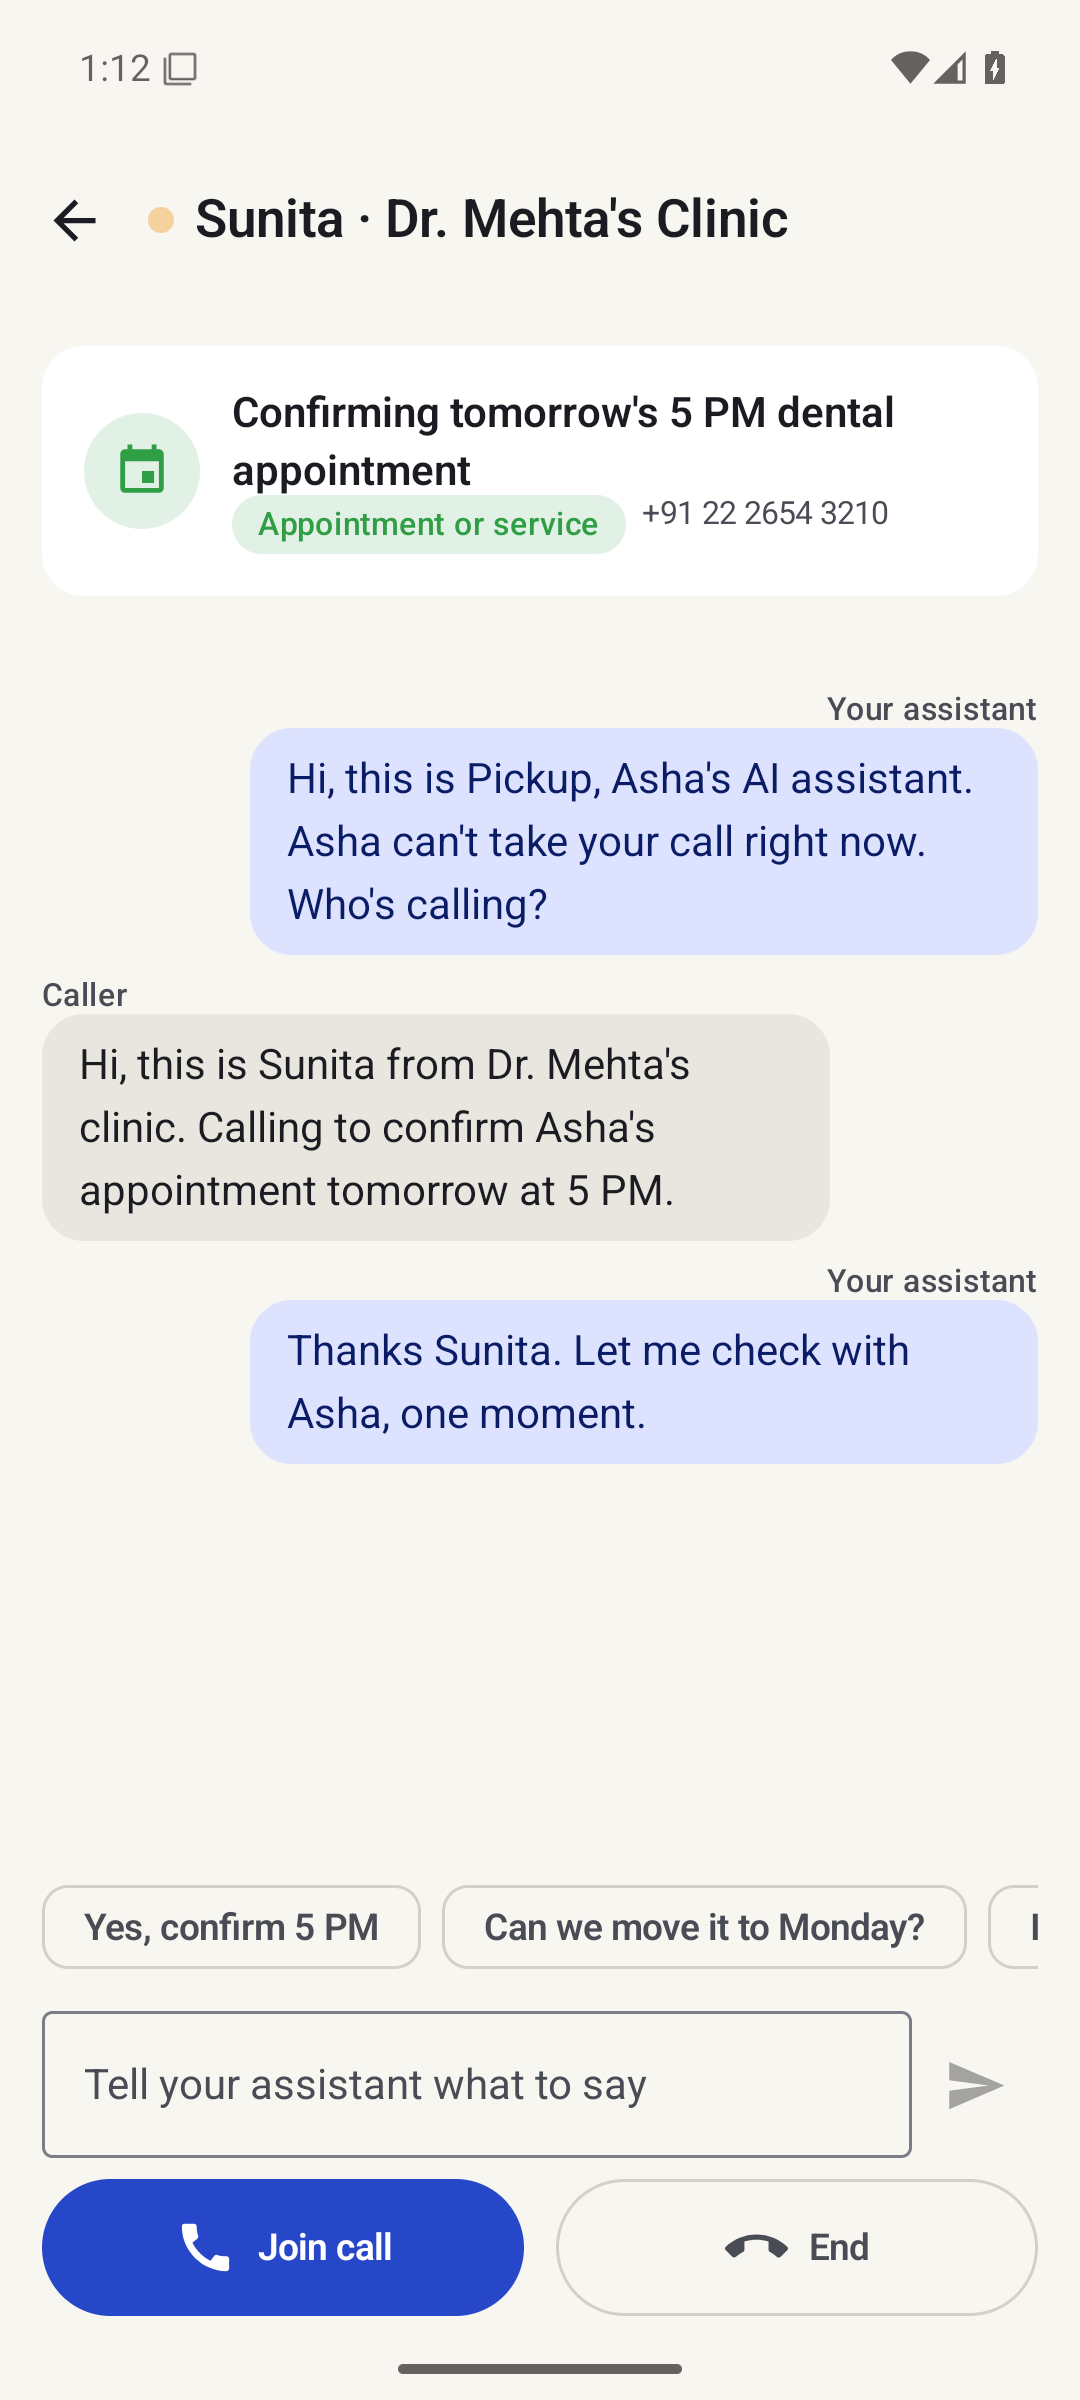 1:12
Sunita · Dr. Mehta's Clinic
Confirming tomorrow's 5 PM dental
appointment
Appointment or service
+91 22 2654 3210
Your assistant
Hi, this is Pickup, Asha's AI assistant.
Asha can't take your call right now.
Who's calling?
Caller
Hi, this is Sunita from Dr. Mehta's
clinic. Calling to confirm Asha's
appointment tomorrow at 5 PM.
Your assistant
Thanks Sunita. Let me check with
Asha, one moment.
Yes, confirm 5 PM
Can we move it to Monday?
Tell your assistant what to say
Join call
End